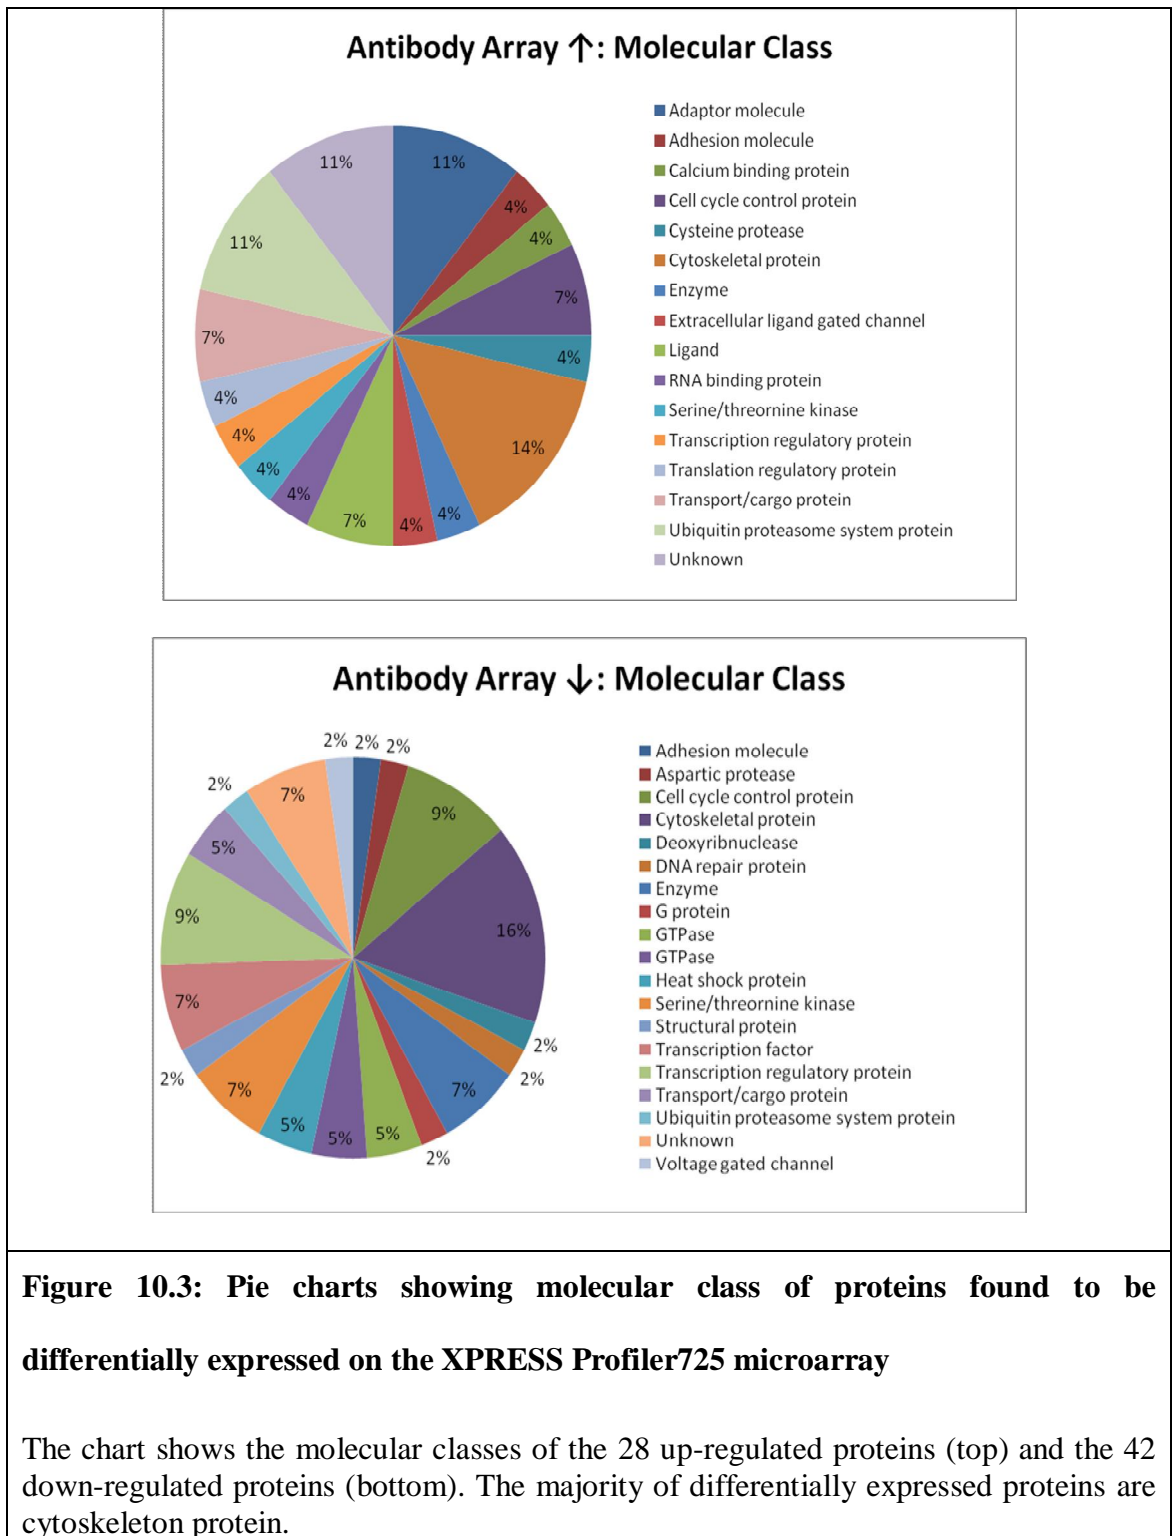 Antibody Array ↑: Molecular Class
11%
11%
4%
4%
7%
4%
14%
4%
4%
7%
4%
4%
4%
4%
7%
11%
Adaptor molecule
Adhesion molecule
Calcium binding protein
Cell cycle control protein
Cysteine protease
Cytoskeletal protein
Enzyme
Extracellular ligand gated channel
Ligand
RNA binding protein
Serine/threornine kinase
Transcription regulatory protein
Translation regulatory protein
Transport/cargo protein
Ubiquitin proteasome system protein
Unknown
Antibody Array ↓: Molecular Class
2%
2%
2%
9%
16%
2%
2%
7%
2%
5%
5%
5%
7%
2%
7%
9%
5%
2%
7%
Adhesion molecule
Aspartic protease
Cell cycle control protein
Cytoskeletal protein
Deoxyribnuclease
DNA repair protein
Enzyme
G protein
GTPase
GTPase
Heat shock protein
Serine/threornine kinase
Structural protein
Transcription factor
Transcription regulatory protein
Transport/cargo protein
Ubiquitin proteasome system protein
Unknown
Voltage gated channel
Figure 10.3: Pie charts showing molecular class of proteins found to be
differentially expressed on the XPRESS Profiler725 microarray
The chart shows the molecular classes of the 28 up-regulated proteins (top) and the 42
down-regulated proteins (bottom). The majority of differentially expressed proteins are
cytoskeleton protein.